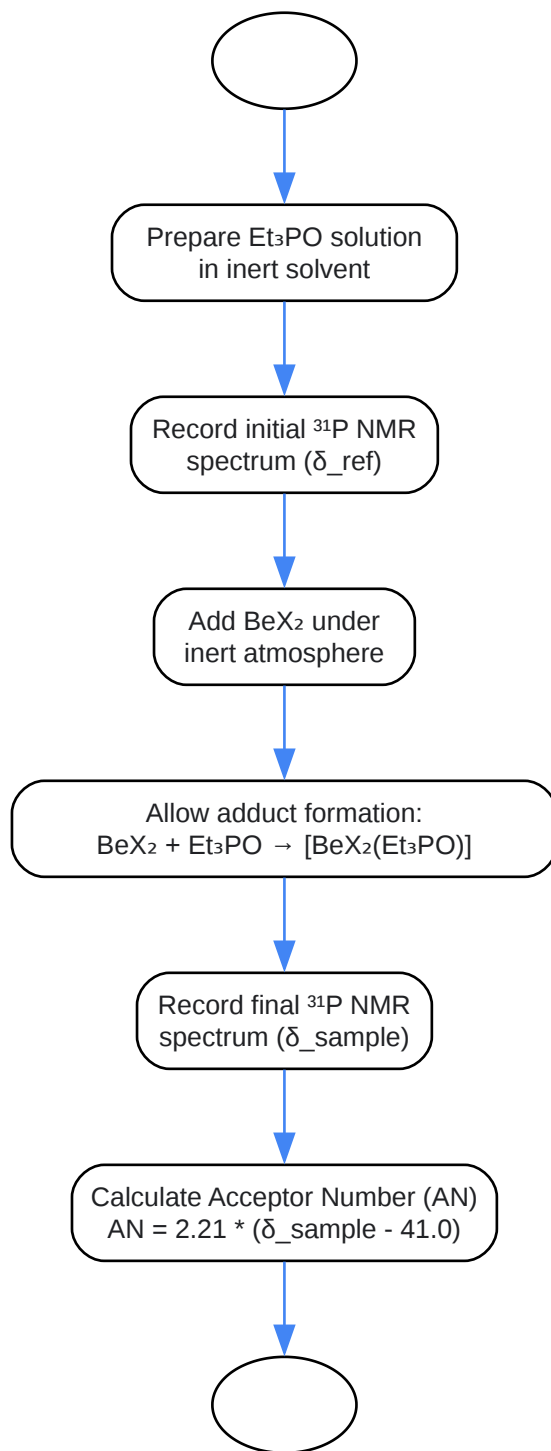 Prepare Et₃PO solution
in inert solvent
Record initial ³¹P NMR
spectrum (δ_ref)
Add BeX₂ under
inert atmosphere
Allow adduct formation:
BeX₂ + Et₃PO → [BeX₂(Et₃PO)]
Record final ³¹P NMR
spectrum (δ_sample)
Calculate Acceptor Number (AN)
AN = 2.21 * (δ_sample - 41.0)